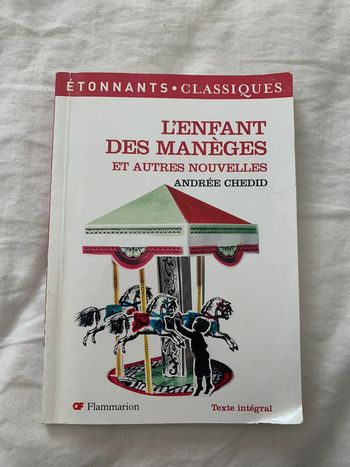 ÉTONNANTS • CLASSIQUES
L'ENFANT
DES MANÈGES
ET AUTRES NOUVELLES
ANDRÉE CHEDID
GF Flammarion
Texte intégral